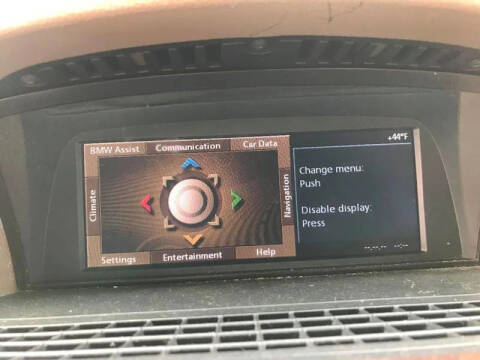 +44°F
BMW Assist Communication Car Data
Climate
Navigation
Settings Entertainment Help
Change menu:
Push
Disable display:
Press
--.--.-- --:--